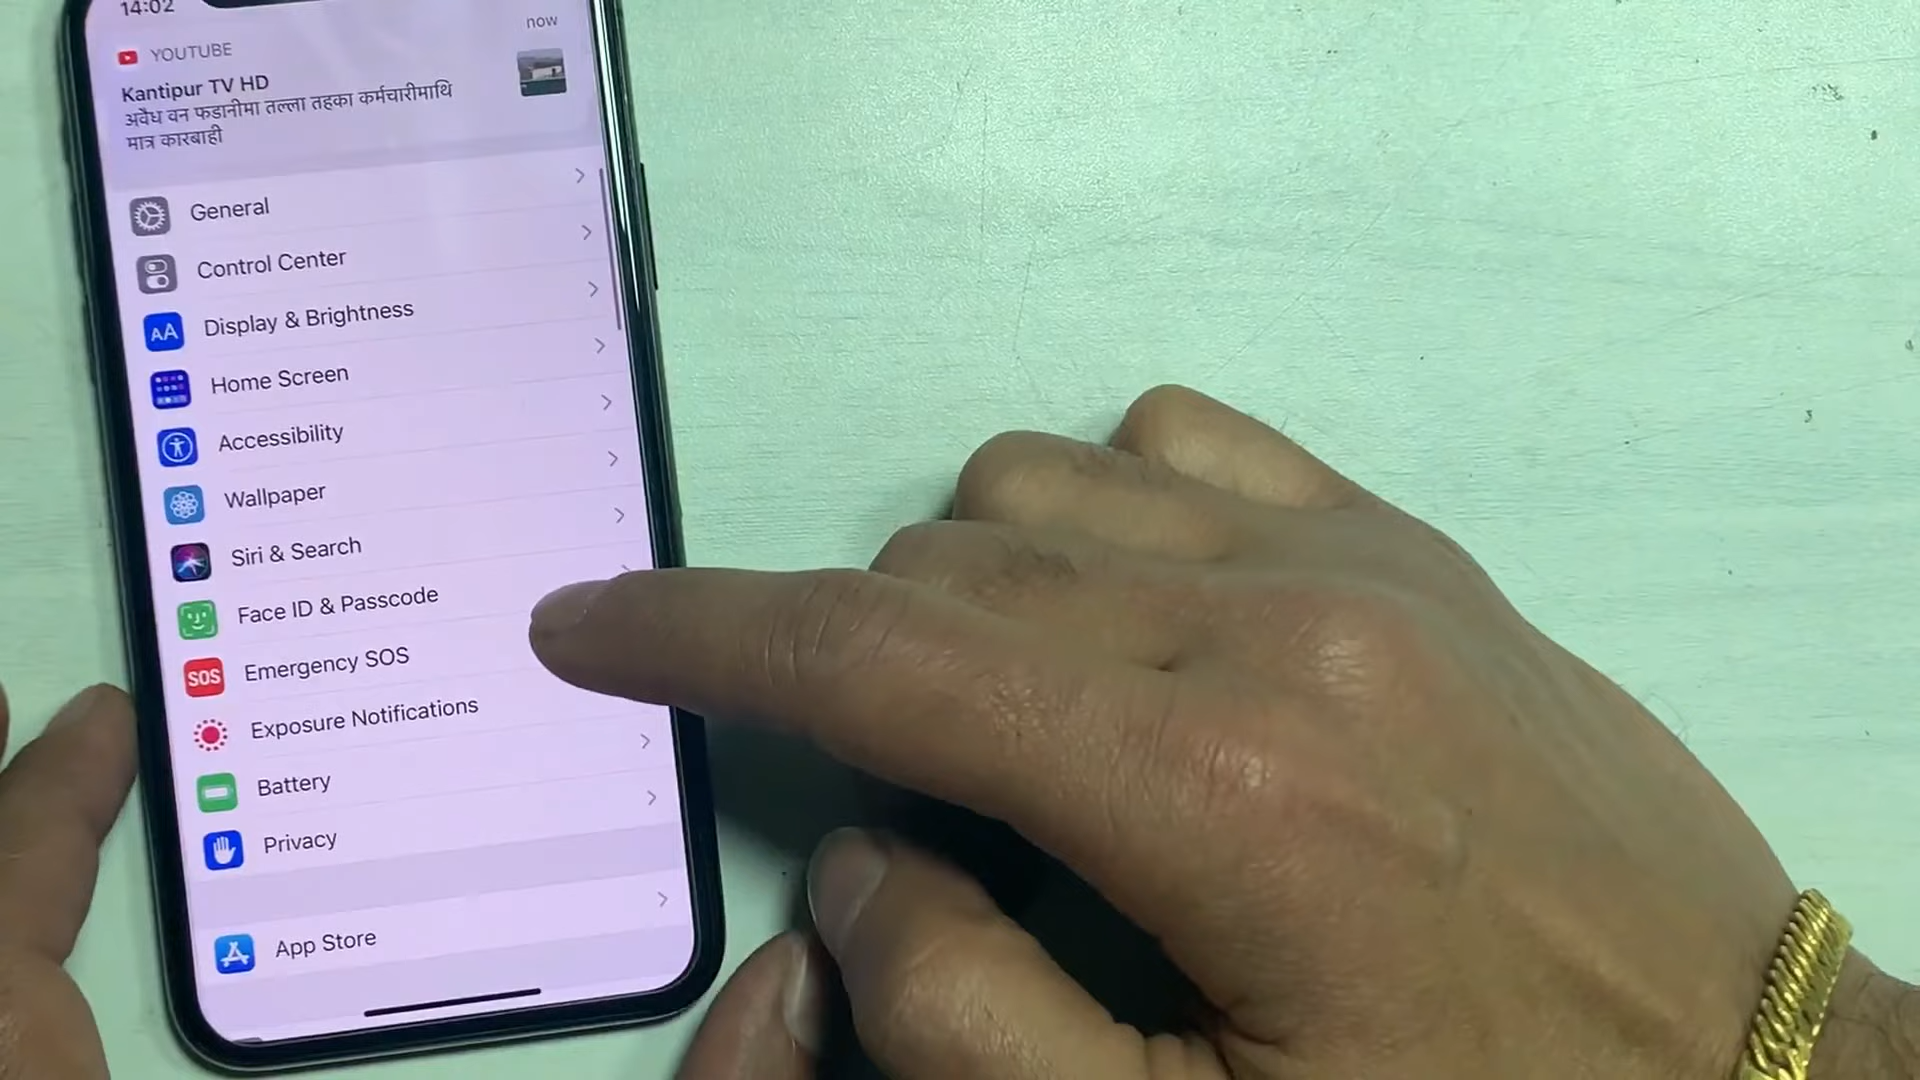 14:02
YOUTUBE
now
Kantipur TV HD
अवैध वन फडानीमा तल्ला तहका कर्मचारीमाथि
मात्र कारबाही
General
Control Center
AA
Display & Brightness
Home Screen
Accessibility
Wallpaper
Siri & Search
Face ID & Passcode
SOS
Emergency SOS
Exposure Notifications
Battery
Privacy
App Store